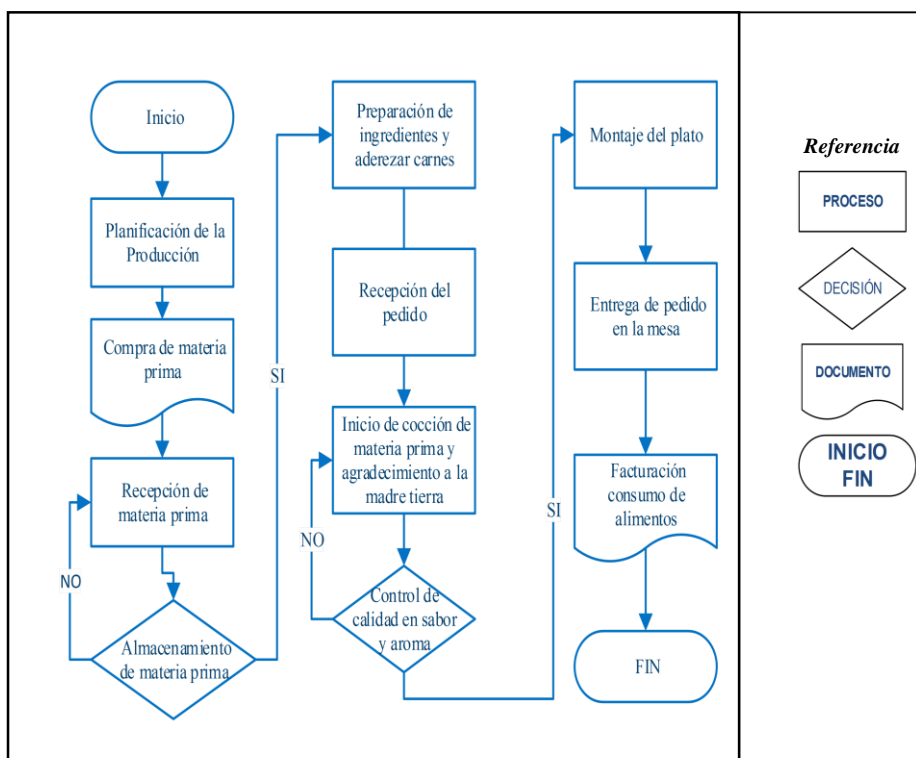 Inicio
Planificación de la
Producción
Compra de materia
prima
Recepción de
materia prima
NO
Almacenamiento
de materia prima
SI
Preparación de
ingredientes y
aderezar carnes
Recepción del
pedido
Inicio de cocción de
materia prima y
agradecimiento a la
madre tierra
NO
Control de
calidad en sabor
y aroma
SI
Montaje del plato
Entrega de pedido
en la mesa
Facturación
consumo de
alimentos
FIN
Referencia
PROCESO
DECISIÓN
DOCUMENTO
INICIO
FIN